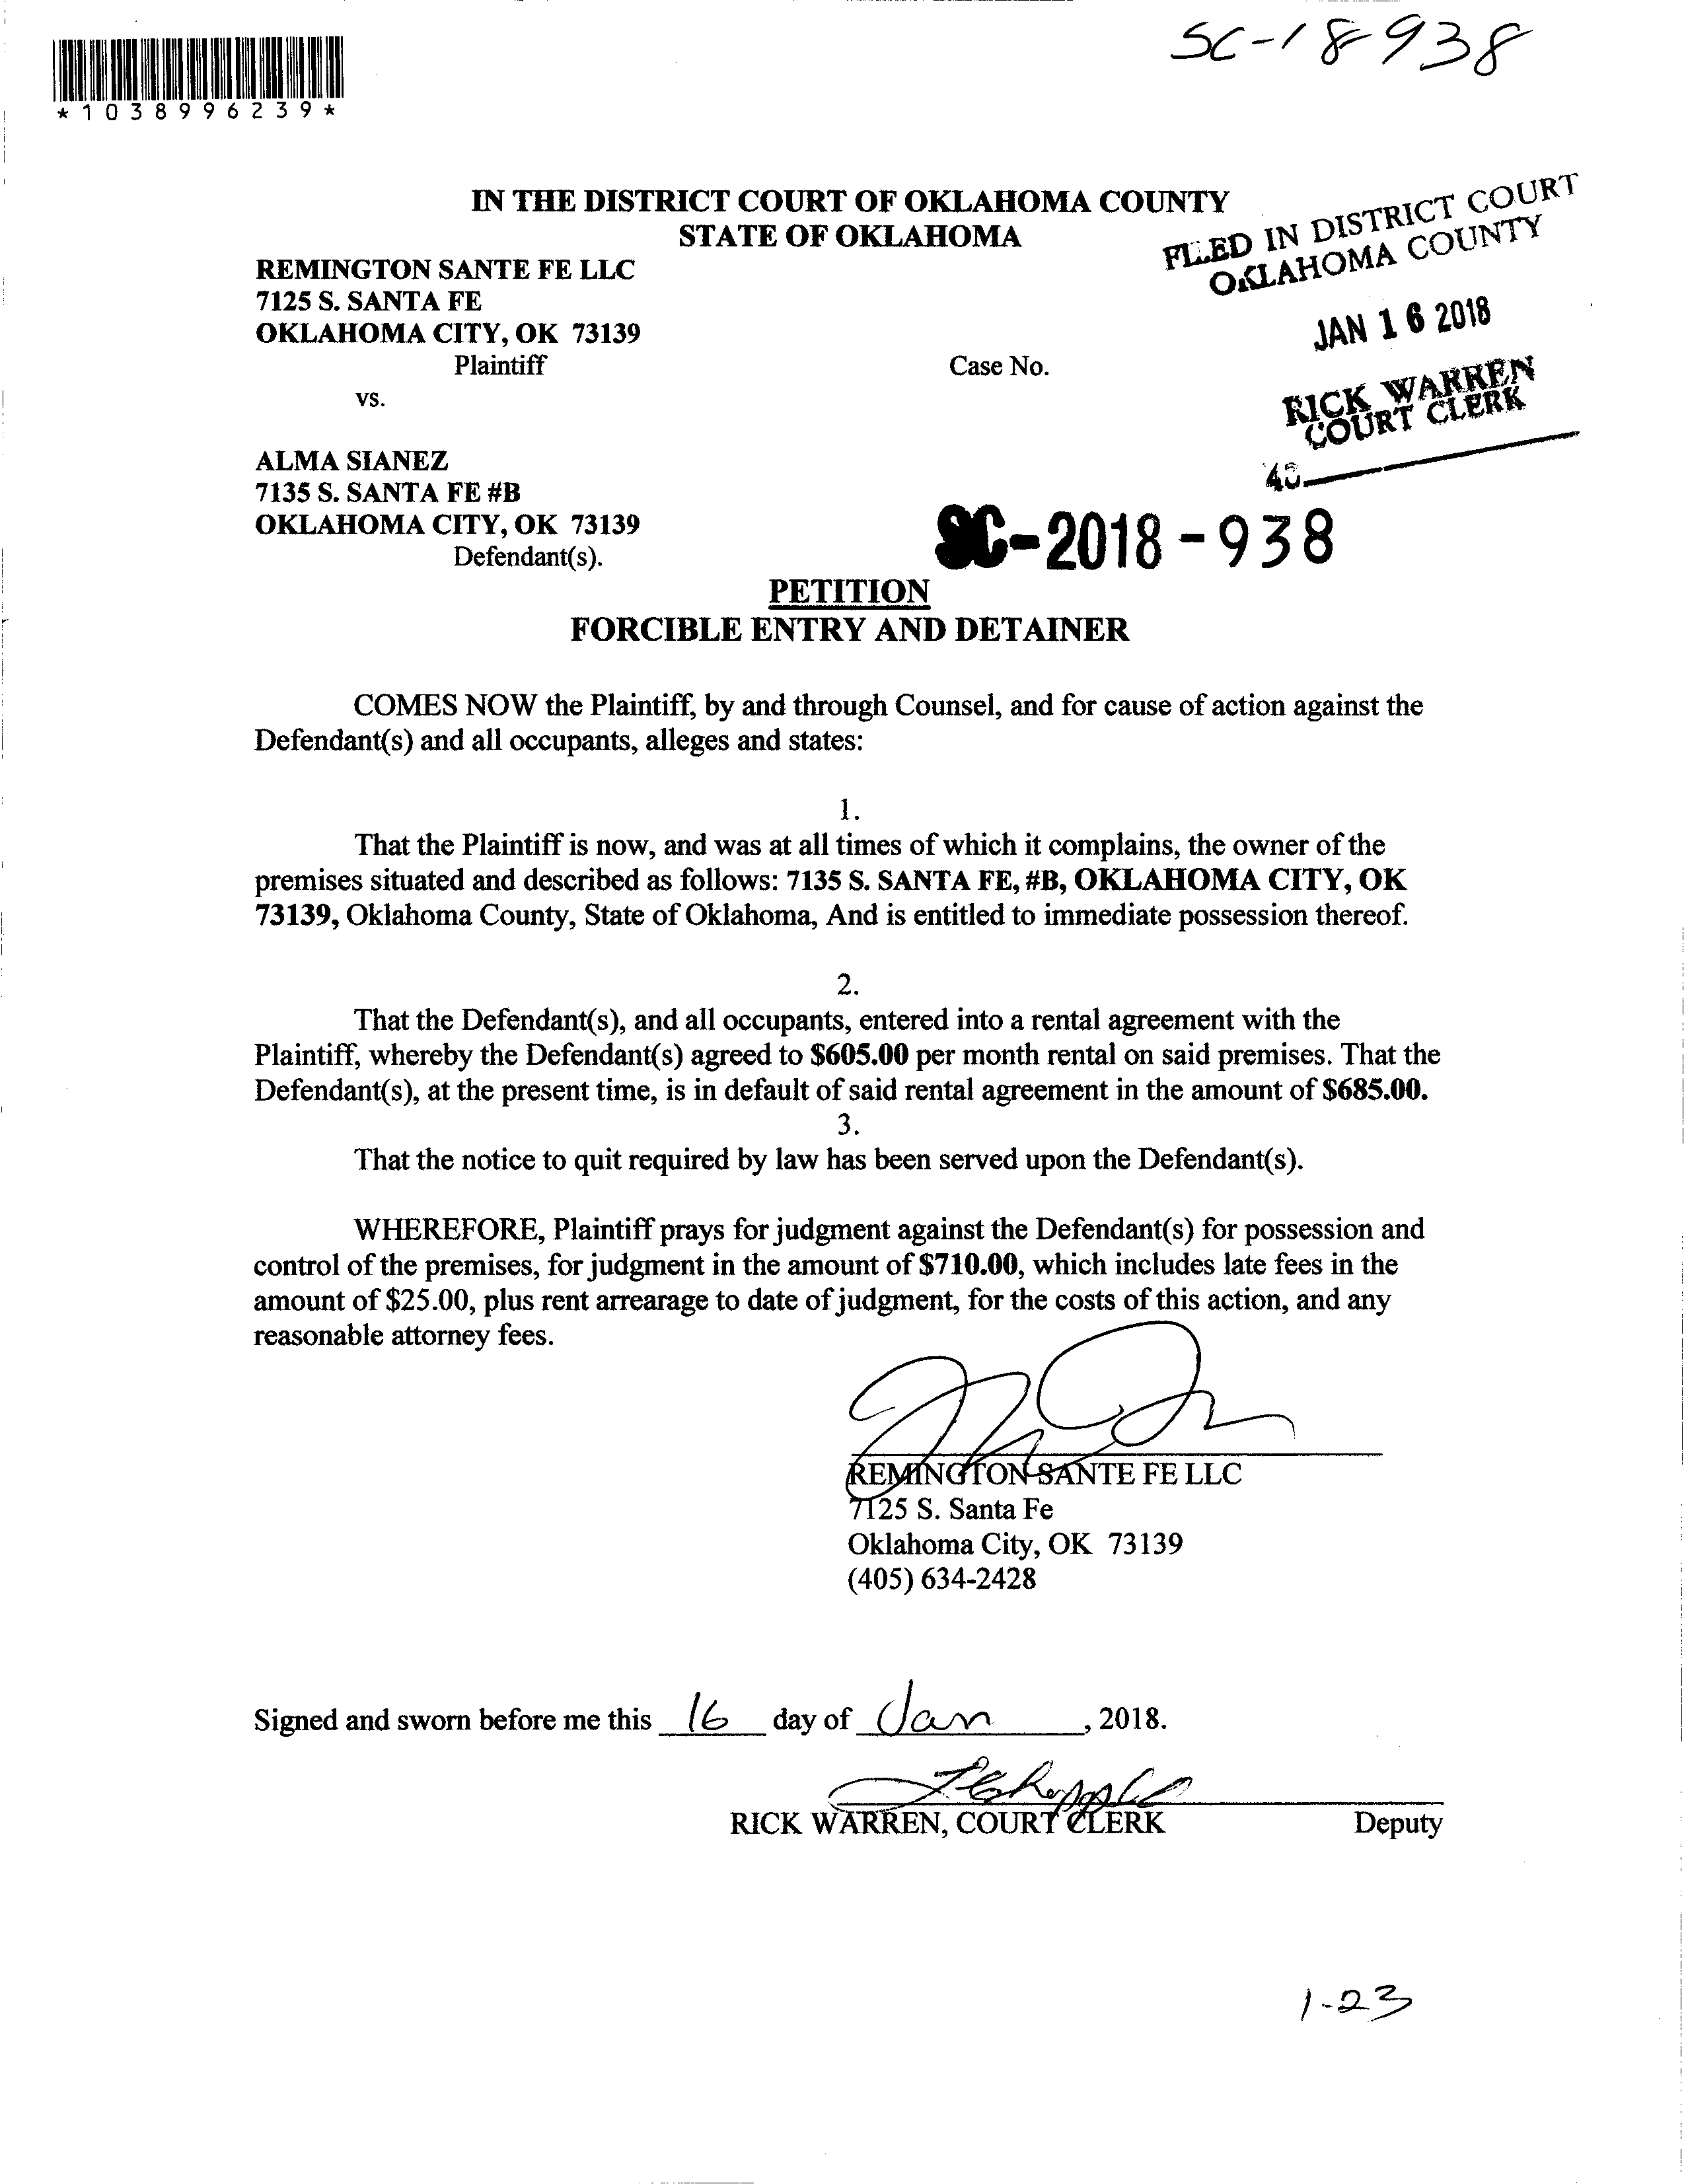 SC-18-938
*1038996239*
IN THE DISTRICT COURT OF OKLAHOMA COUNTY
STATE OF OKLAHOMA
FILED IN DISTRICT COURT
OKLAHOMA COUNTY
JAN 16 2018
RICK WARREN
COURT CLERK
REMINGTON SANTE FE LLC
7125 S. SANTA FE
OKLAHOMA CITY, OK 73139
Plaintiff
Case No.
vs.
ALMA SIANEZ
7135 S. SANTA FE #B
OKLAHOMA CITY, OK 73139
Defendant(s).
SC-2018-938
PETITION
FORCIBLE ENTRY AND DETAINER
COMES NOW the Plaintiff, by and through Counsel, and for cause of action against the
Defendant(s) and all occupants, alleges and states:
1.
That the Plaintiff is now, and was at all times of which it complains, the owner of the
premises situated and described as follows: 7135 S. SANTA FE, #B, OKLAHOMA CITY, OK
73139, Oklahoma County, State of Oklahoma, And is entitled to immediate possession thereof.
2.
That the Defendant(s), and all occupants, entered into a rental agreement with the
Plaintiff, whereby the Defendant(s) agreed to $605.00 per month rental on said premises. That the
Defendant(s), at the present time, is in default of said rental agreement in the amount of $685.00.
3.
That the notice to quit required by law has been served upon the Defendant(s).
WHEREFORE, Plaintiff prays for judgment against the Defendant(s) for possession and
control of the premises, for judgment in the amount of $710.00, which includes late fees in the
amount of $25.00, plus rent arrearage to date of judgment, for the costs of this action, and any
reasonable attorney fees.
REMINGTON SANTE FE LLC
7125 S. Santa Fe
Oklahoma City, OK 73139
(405) 634-2428
Signed and sworn before me this 16 day of Jan, 2018.
RICK WARREN, COURT CLERK Deputy
1-23